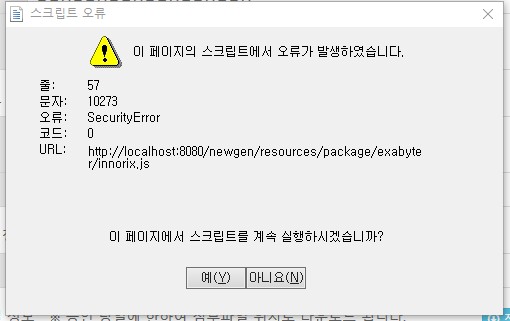 스크립트 오류
이 페이지의 스크립트에서 오류가 발생하였습니다.
줄: 57
문자: 10273
오류: SecurityError
코드: 0
URL: http://localhost:8080/newgen/resources/package/exabyte
r/innorix.js
이 페이지에서 스크립트를 계속 실행하시겠습니까?
예(Y) 아니요(N)